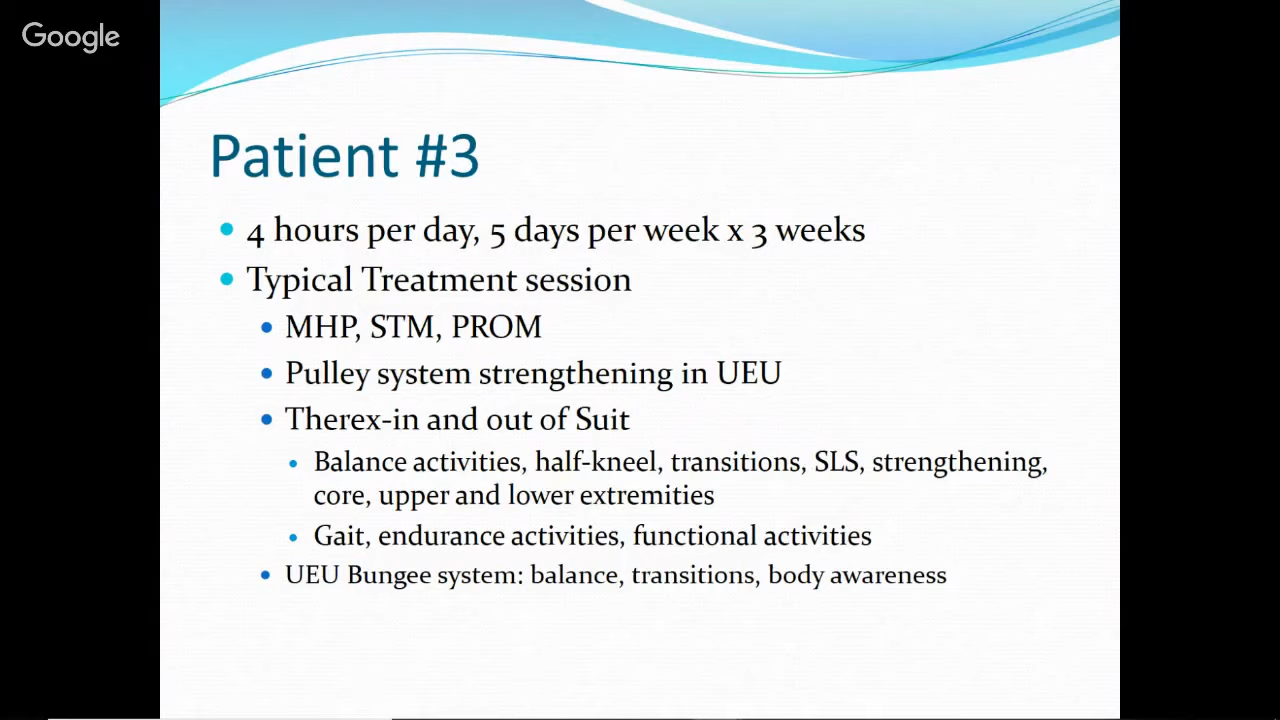 Google
Patient #3
4 hours per day, 5 days per week x 3 weeks
Typical Treatment session
MHP, STM, PROM
Pulley system strengthening in UEU
Therex-in and out of Suit
Balance activities, half-kneel, transitions, SLS, strengthening,
core, upper and lower extremities
Gait, endurance activities, functional activities
UEU Bungee system: balance, transitions, body awareness